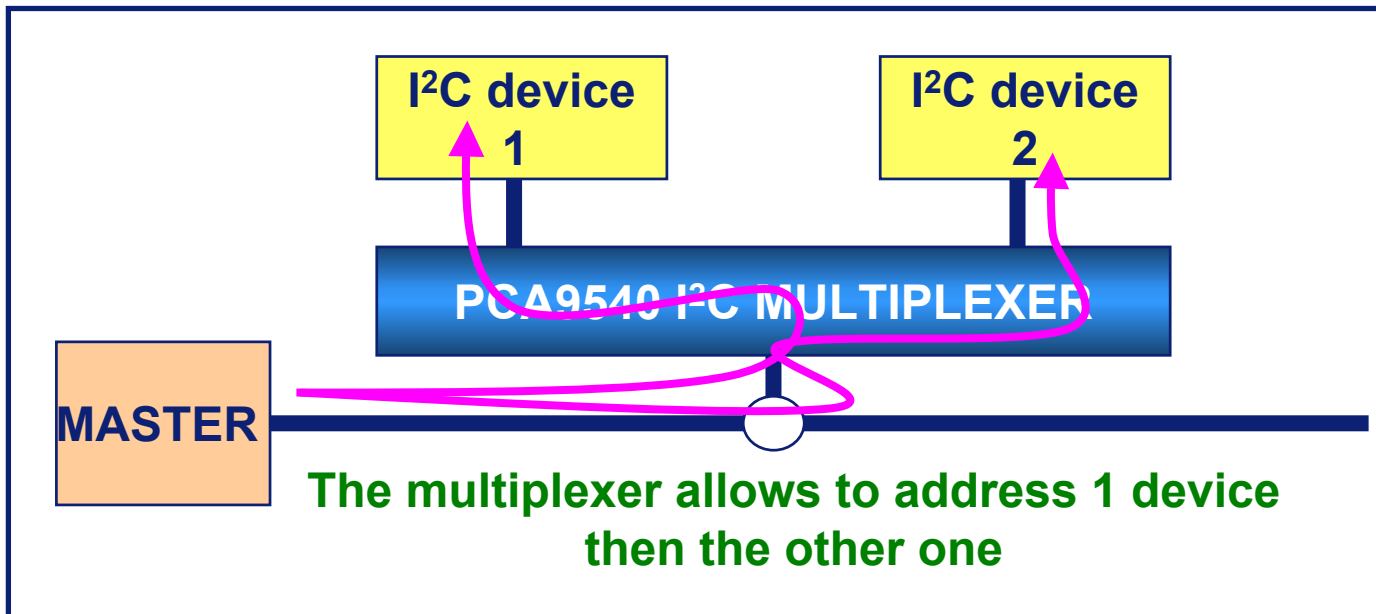 I²C device
1
I²C device
2
PCA9540 I²C MULTIPLEXER
MASTER
The multiplexer allows to address 1 device
then the other one